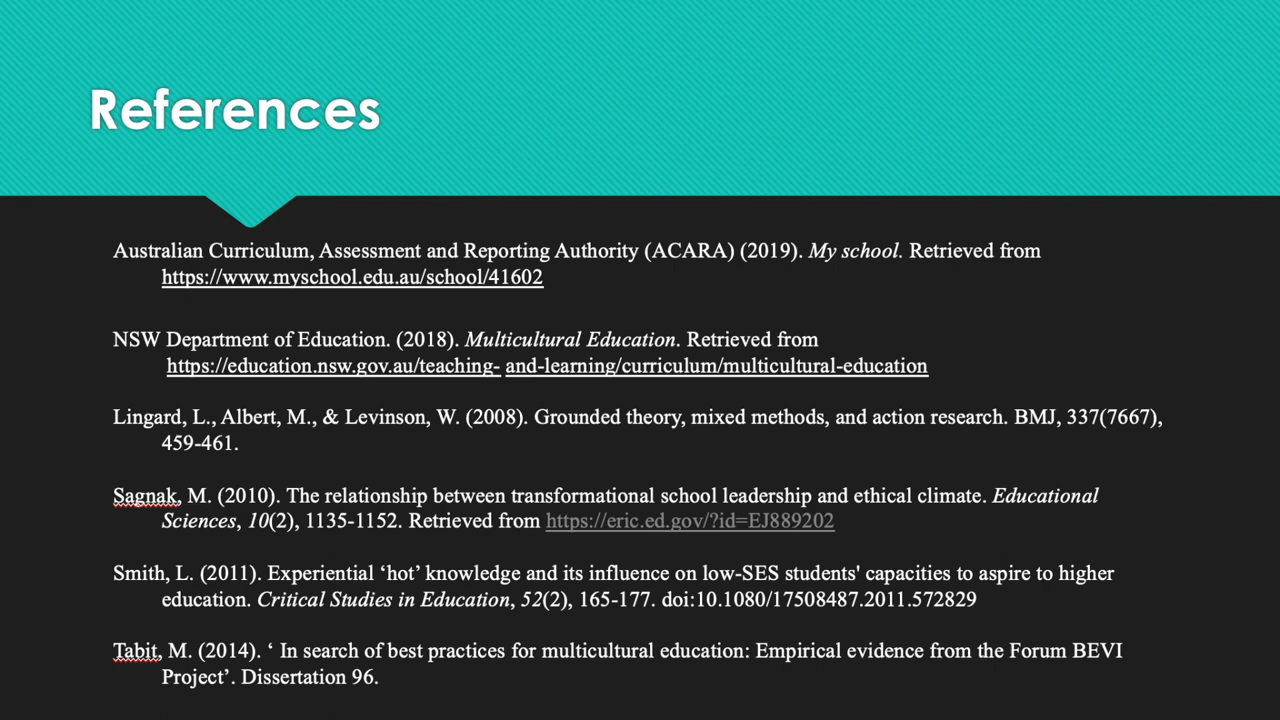 References
Australian Curriculum, Assessment and Reporting Authority (ACARA) (2019). My school. Retrieved from
https://www.myschool.edu.au/school/41602
NSW Department of Education. (2018). Multicultural Education. Retrieved from
https://education.nsw.gov.au/teaching- and-learning/curriculum/multicultural-education
Lingard, L., Albert, M., & Levinson, W. (2008). Grounded theory, mixed methods, and action research. BMJ, 337(7667),
459-461.
Sagnak, M. (2010). The relationship between transformational school leadership and ethical climate. Educational
Sciences, 10(2), 1135-1152. Retrieved from https://eric.ed.gov/?id=EJ889202
Smith, L. (2011). Experiential ‘hot’ knowledge and its influence on low-SES students' capacities to aspire to higher
education. Critical Studies in Education, 52(2), 165-177. doi:10.1080/17508487.2011.572829
Tabit, M. (2014). ‘ In search of best practices for multicultural education: Empirical evidence from the Forum BEVI
Project’. Dissertation 96.